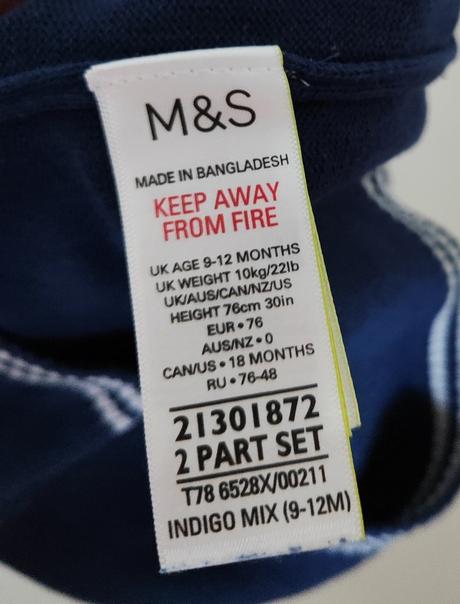 M&S
MADE IN BANGLADESH
KEEP AWAY
FROM FIRE
UK AGE 9-12 MONTHS
UK WEIGHT 10kg/22lb
UK/AUS/CAN/NZ/US
HEIGHT 76cm 30in
EUR • 76
AUS/NZ • 0
CAN/US • 18 MONTHS
RU • 76-48
21301872
2 PART SET
T78 6528X/00211
INDIGO MIX (9-12M)